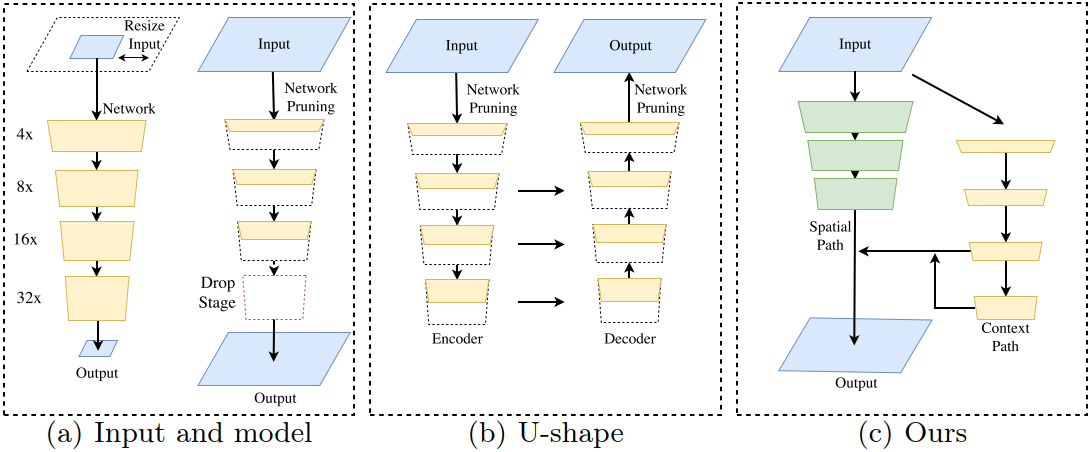 Resize
Input
Network
4x
8x
16x
32x
Output
Input
Network
Pruning
Drop
Stage
Output
(a) Input and model
Input
Network
Pruning
Encoder
Output
Network
Pruning
Decoder
(b) U-shape
Input
Spatial
Path
Context
Path
Output
(c) Ours